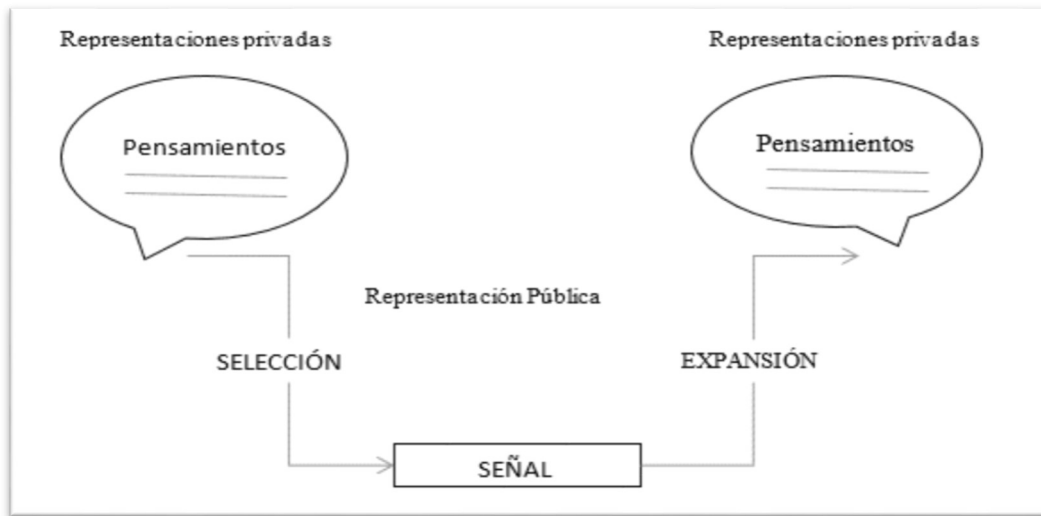 Representaciones privadas
Representaciones privadas
Pensamientos
Pensamientos
Representación Pública
SELECCIÓN
EXPANSIÓN
SEÑAL